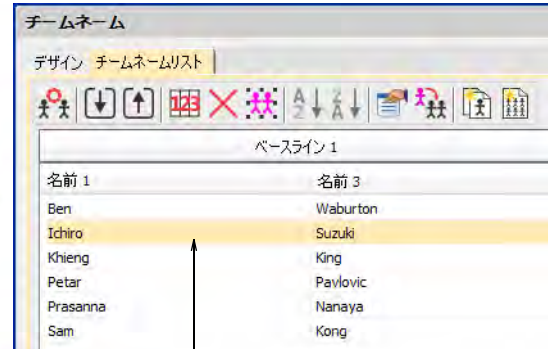 チームネーム
デザイン チームネームリスト
123 A Z Z A
ベースライン 1
名前 1 名前 3
Ben Waburton
Ichiro Suzuki
Khieng King
Petar Pavlovic
Prasanna Nanaya
Sam Kong